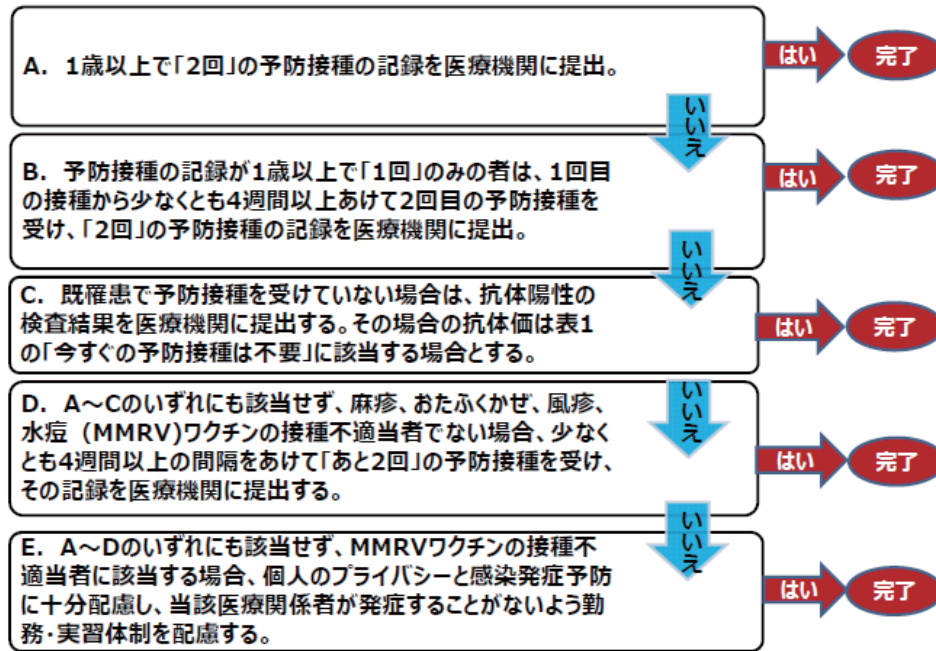 A．1歳以上で「2回」の予防接種の記録を医療機関に提出。
はい
完了
いいえ
B．予防接種の記録が1歳以上で「1回」のみの者は、1回目
の接種から少なくとも4週間以上あけて2回目の予防接種を
受け、「2回」の予防接種の記録を医療機関に提出。
はい
完了
いいえ
C．既罹患で予防接種を受けていない場合は、抗体陽性の
検査結果を医療機関に提出する。その場合の抗体価は表1
の「今すぐの予防接種は不要」に該当する場合とする。
はい
完了
いいえ
D．A～Cのいずれにも該当せず、麻疹、おたふくかぜ、風疹、
水痘（MMRV)ワクチンの接種不適当者でない場合、少なく
とも4週間以上の間隔をあけて「あと2回」の予防接種を受け、
その記録を医療機関に提出する。
はい
完了
いいえ
E．A～Dのいずれにも該当せず、MMRVワクチンの接種不
適当者に該当する場合、個人のプライバシーと感染発症予防
に十分配慮し、当該医療関係者が発症することがないよう勤
務・実習体制を配慮する。
はい
完了